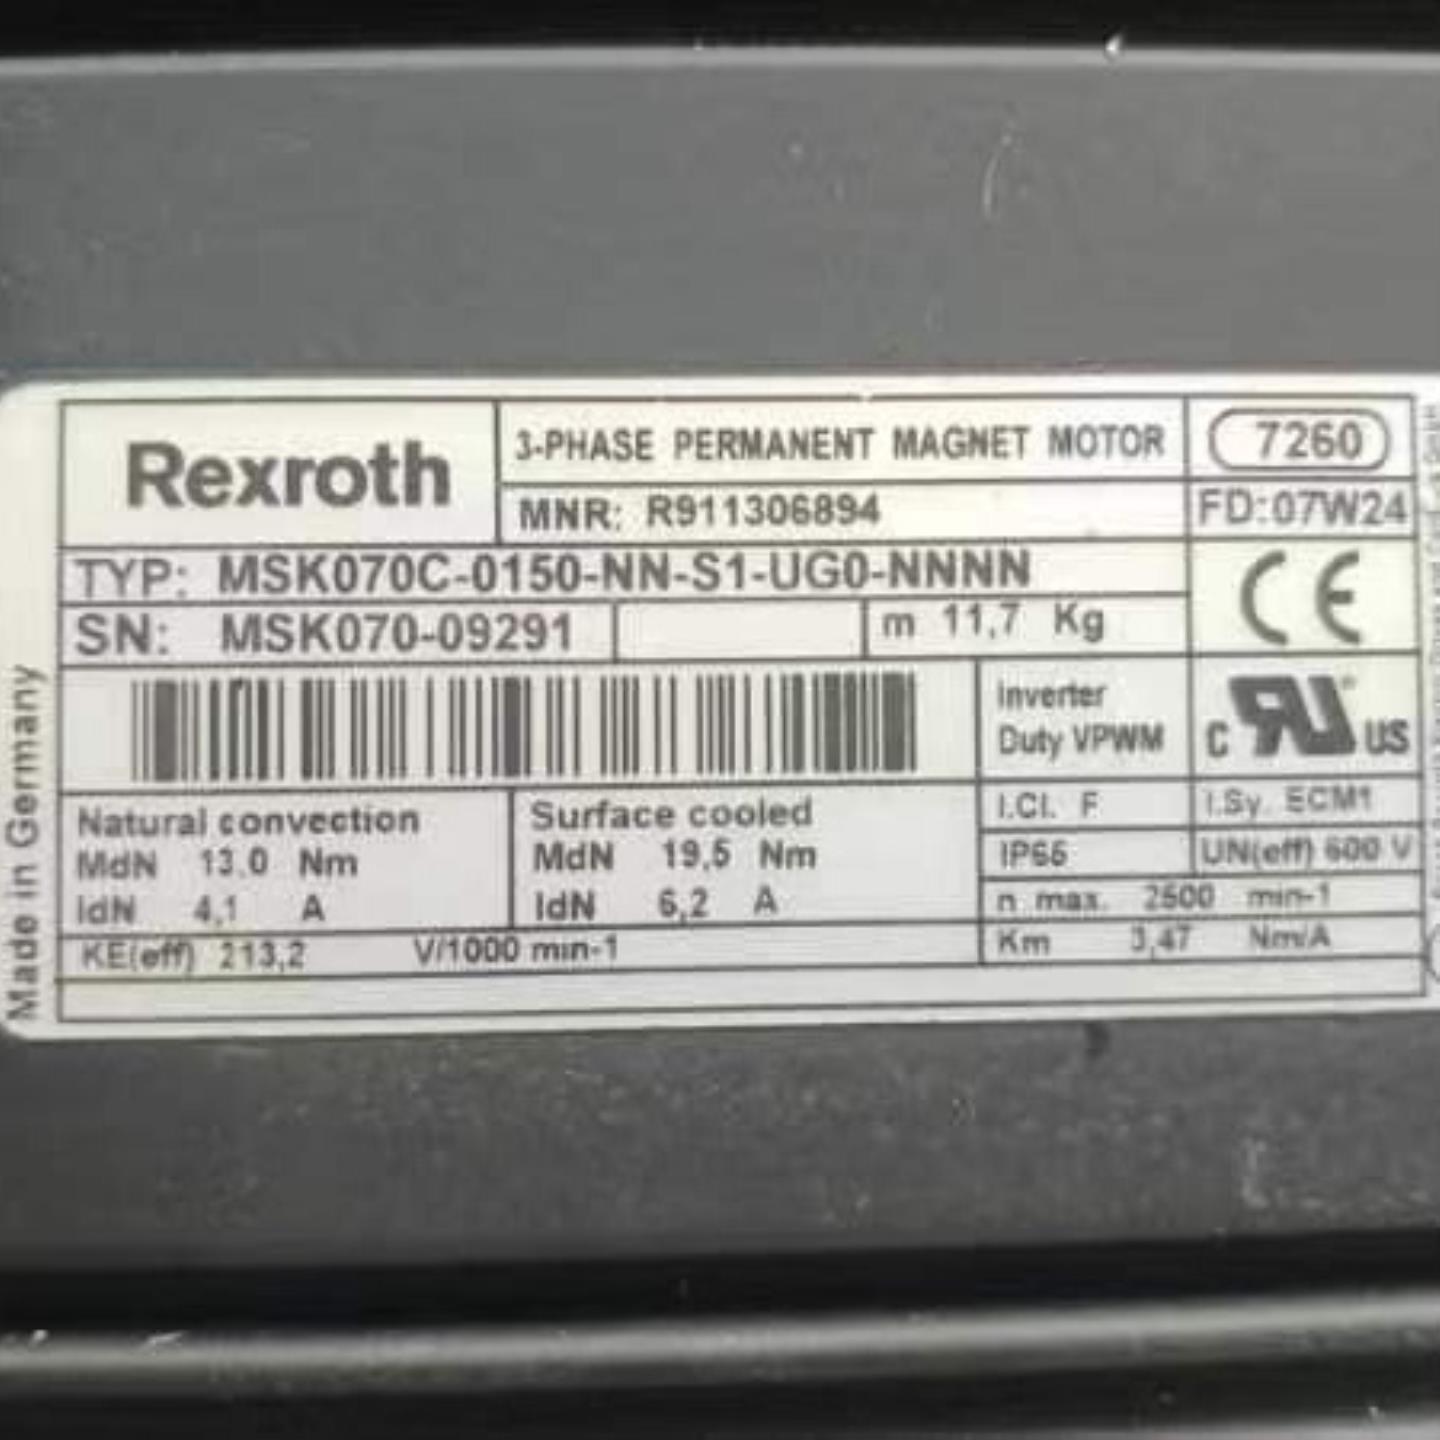 Rexroth
3-PHASE PERMANENT MAGNET MOTOR
7260
MNR: R911306894
FD:07W24
TYP: MSK070C-0150-NN-S1-UG0-NNNN
SN: MSK070-09291
m 11,7 Kg
CE
Inverter
Duty VPWM
C RU US
Natural convection
MdN 13,0 Nm
IdN 4,1 A
Surface cooled
MdN 19,5 Nm
IdN 6,2 A
I.Cl. F
I.Sy. ECM1
IP65
UN(eff) 600 V
n max. 2500 min-1
KE(eff) 213,2 V/1000 min-1
Km 3,47 Nm/A
Made in Germany